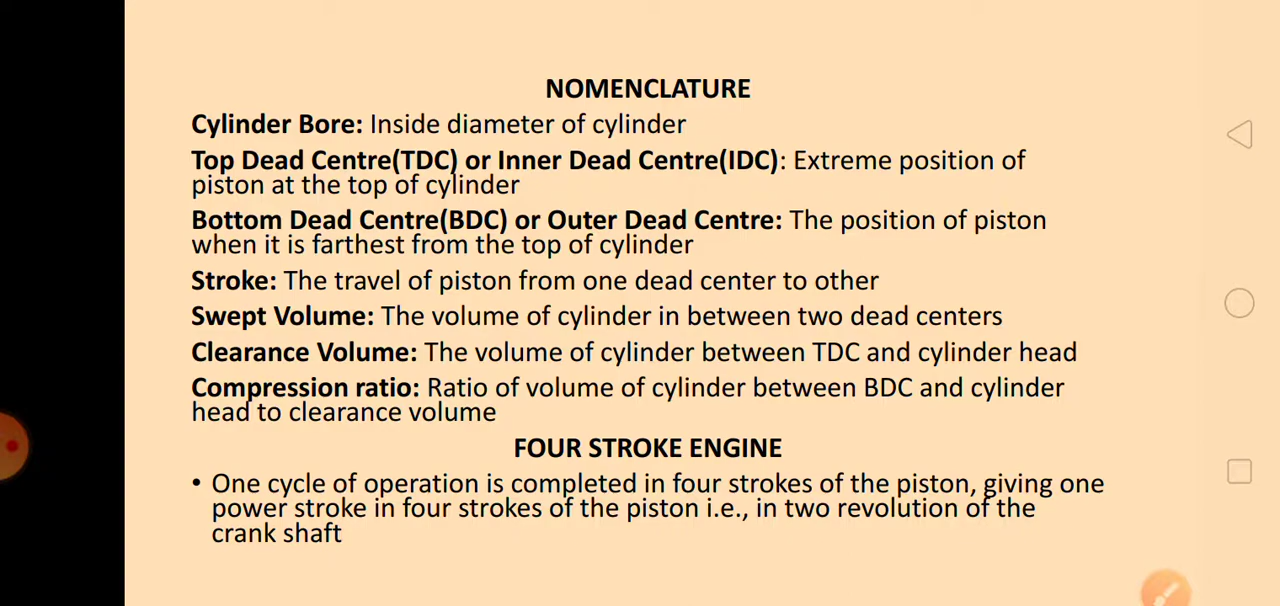 NOMENCLATURE
Cylinder Bore: Inside diameter of cylinder
Top Dead Centre(TDC) or Inner Dead Centre(IDC): Extreme position of
piston at the top of cylinder
Bottom Dead Centre(BDC) or Outer Dead Centre: The position of piston
when it is farthest from the top of cylinder
Stroke: The travel of piston from one dead center to other
Swept Volume: The volume of cylinder in between two dead centers
Clearance Volume: The volume of cylinder between TDC and cylinder head
Compression ratio: Ratio of volume of cylinder between BDC and cylinder
head to clearance volume
FOUR STROKE ENGINE
• One cycle of operation is completed in four strokes of the piston, giving one
power stroke in four strokes of the piston i.e., in two revolution of the
crank shaft